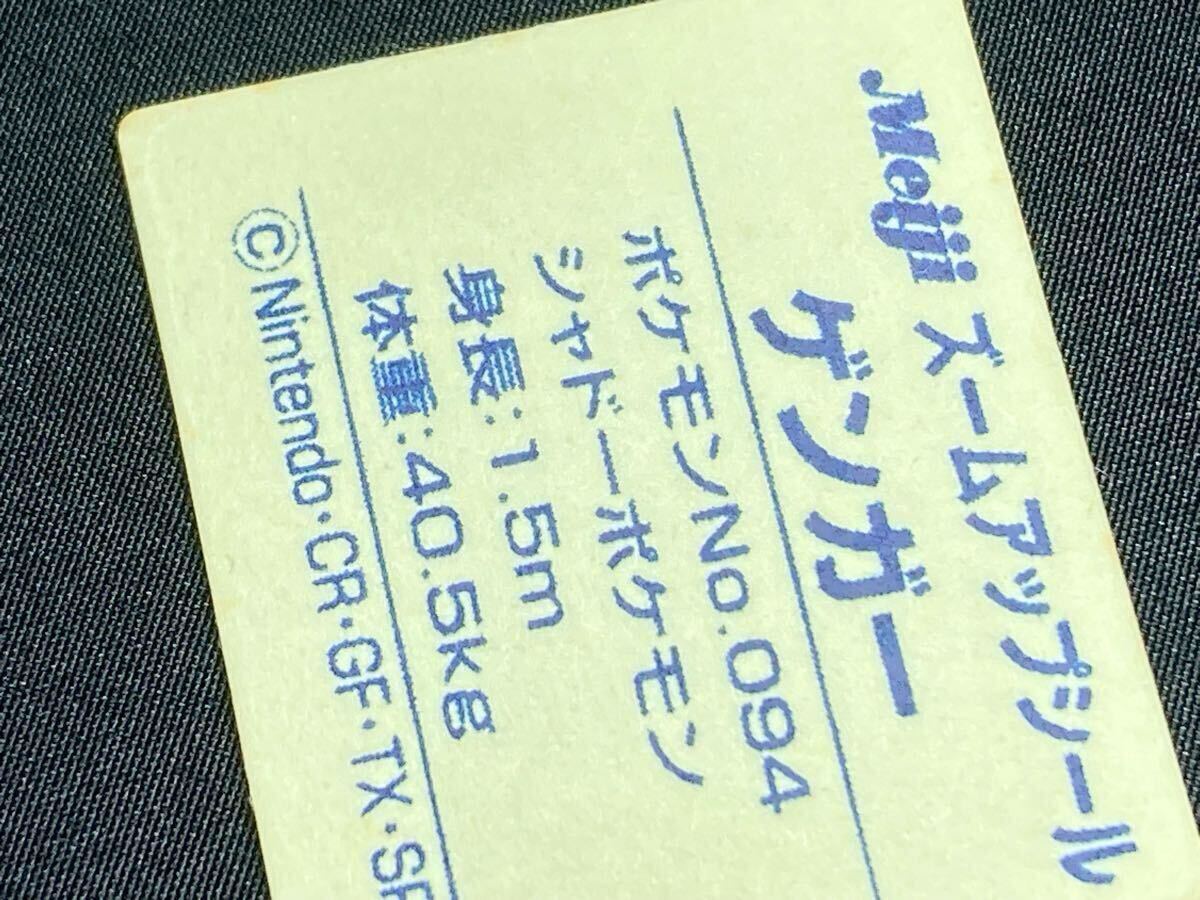 Meiji ズームアップシール
ゲンガー
ポケモンNo.094
シャドーポケモン
身長:1.5m
体重:40.5kg
©Nintendo・CR・GF・TX・